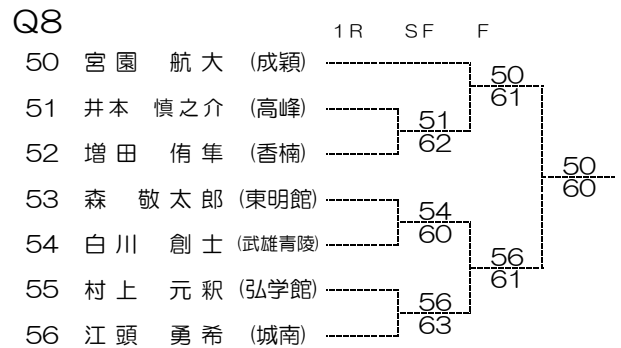 Q8
1R SF F
50 宮園 航大 (成穎)
51 井本 慎之介 (高峰)
52 増田 侑隼 (香楠)
53 森 敬太郎 (東明館)
54 白川 創士 (武雄青陵)
55 村上 元釈 (弘学館)
56 江頭 勇希 (城南)
51
62
54
60
56
63
50
61
56
61
50
60